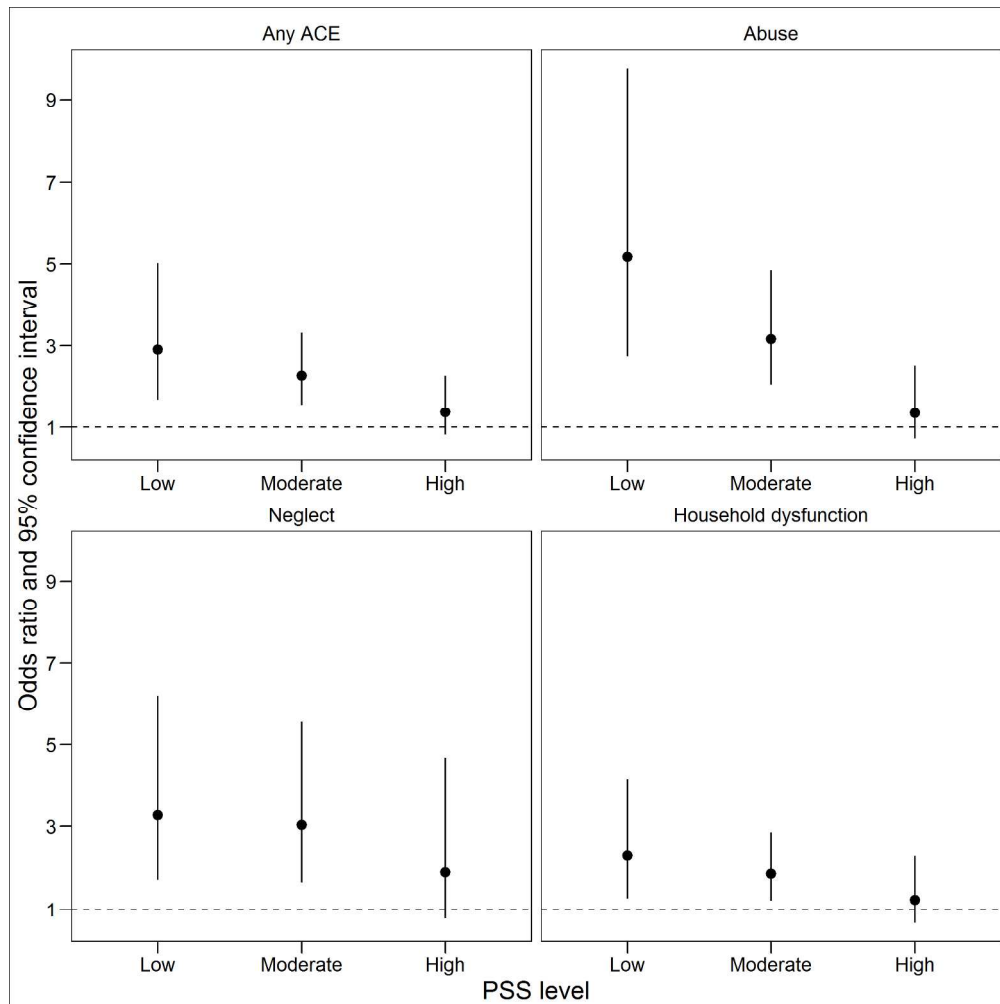 Any ACE
Abuse
9
7
5
3
1
Low Moderate High
Low Moderate High
Neglect
Household dysfunction
9
7
5
3
1
Low Moderate High
Low Moderate High
Odds ratio and 95% confidence interval
PSS level